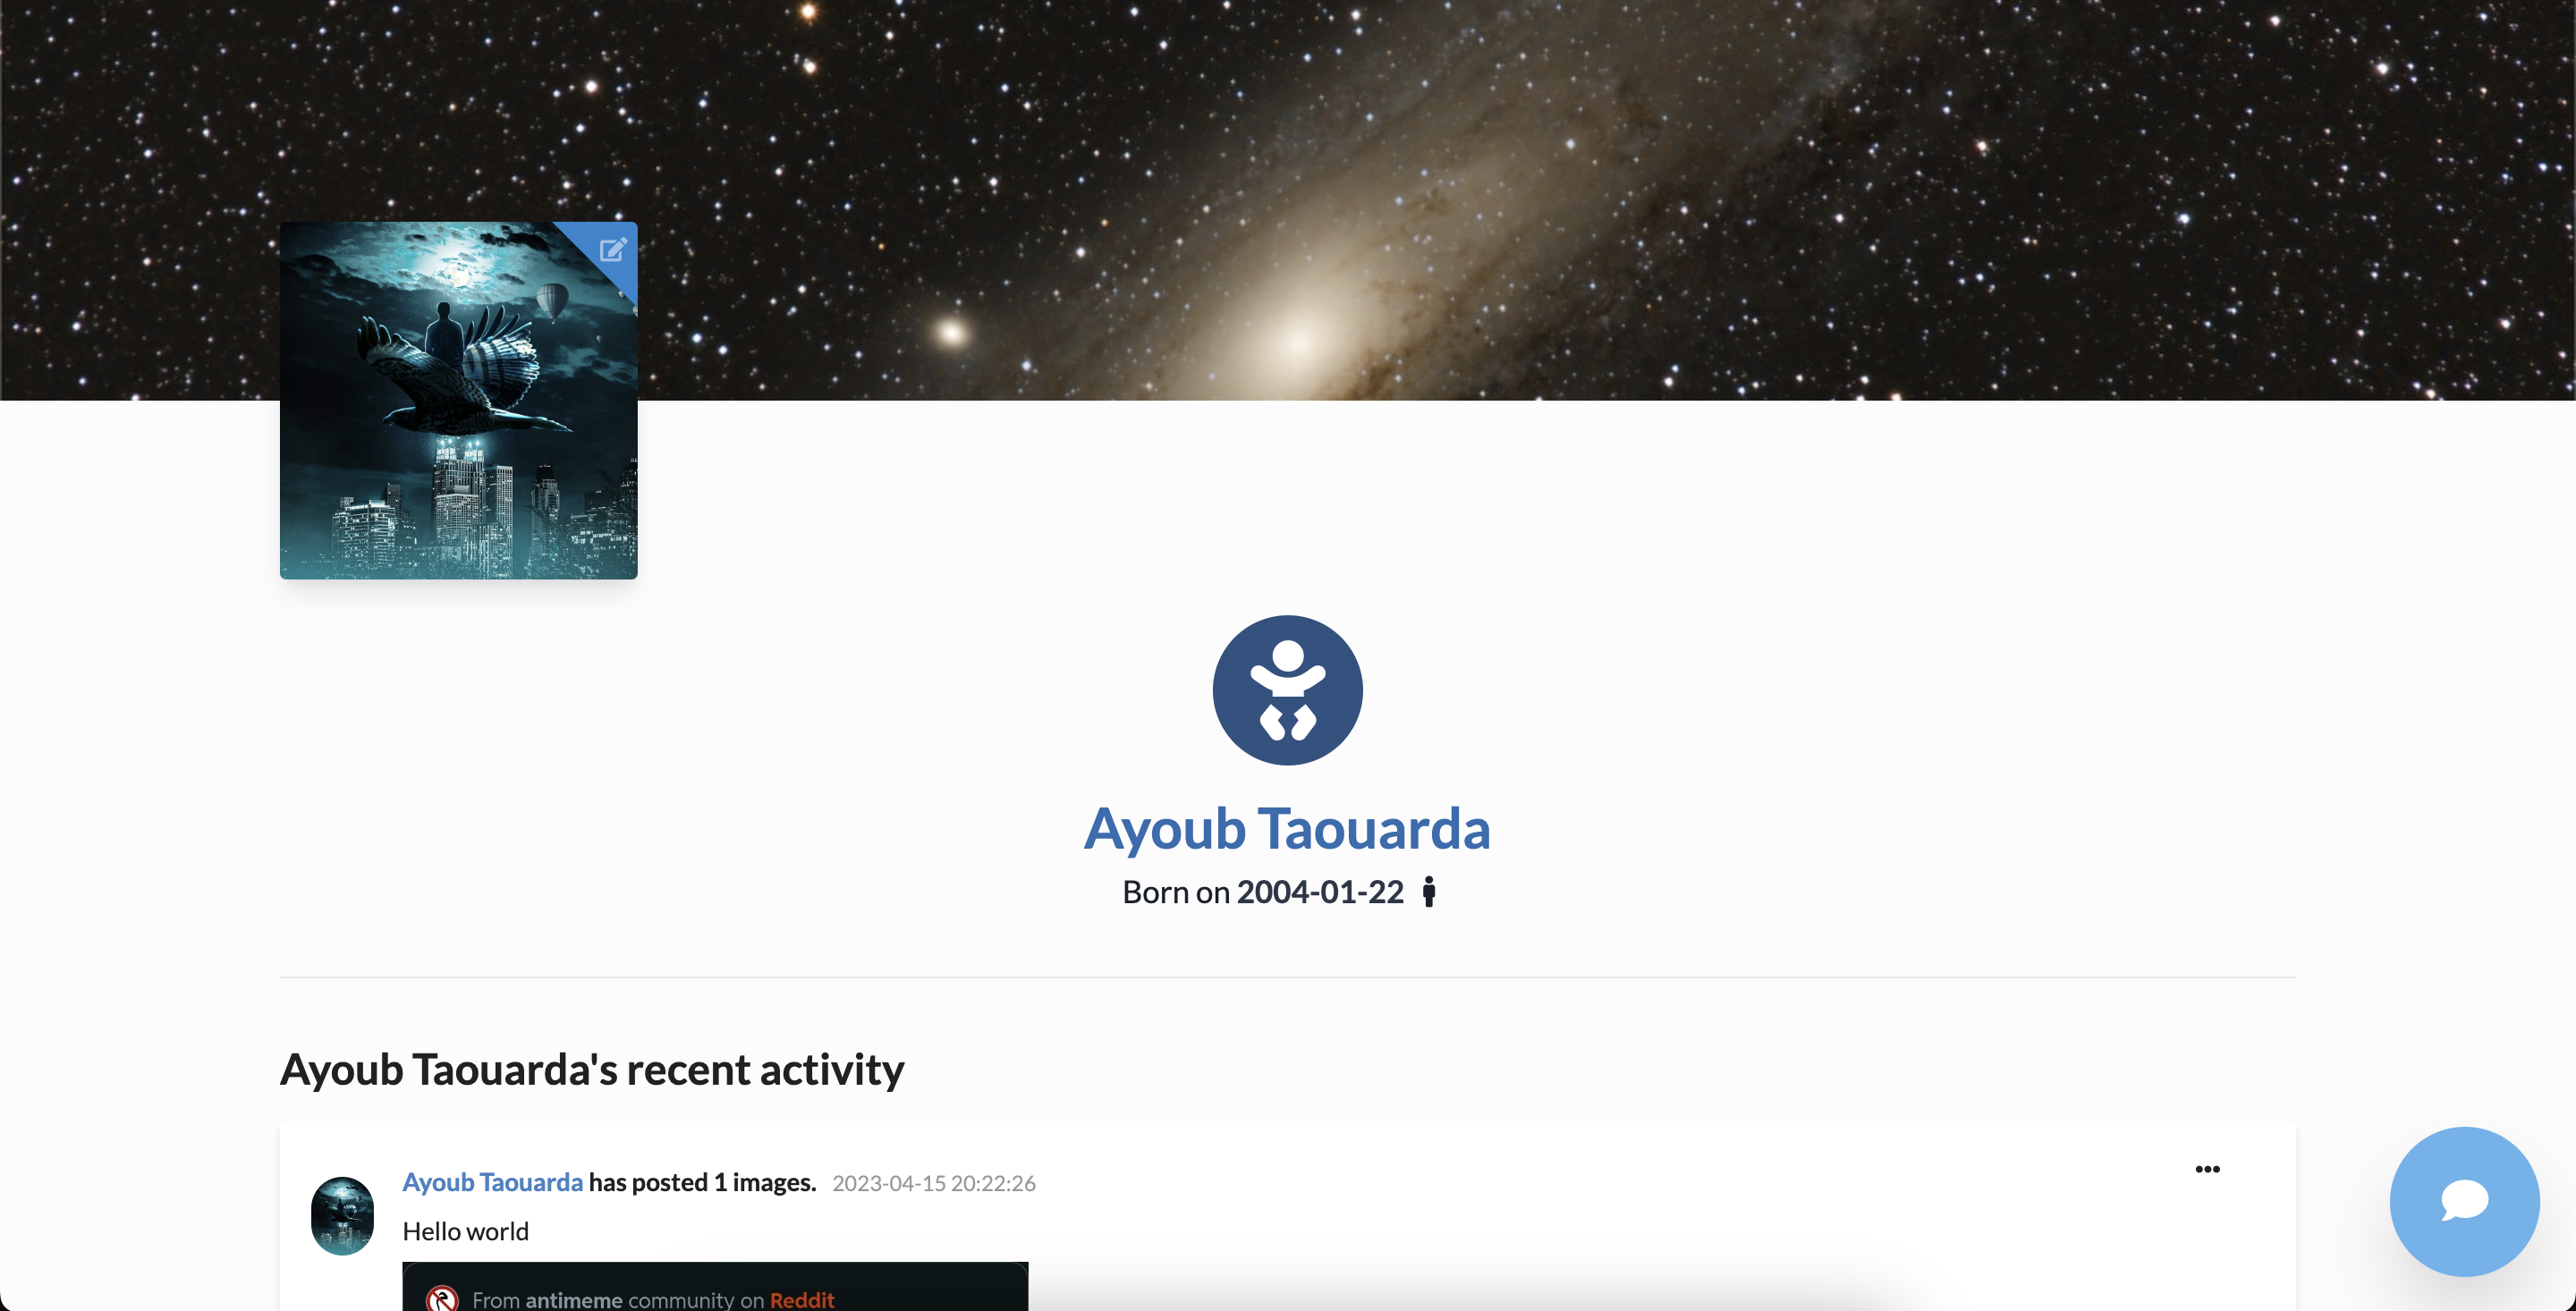 Ayoub Taouarda
Born on 2004-01-22
Ayoub Taouarda's recent activity
Ayoub Taouarda has posted 1 images. 2023-04-15 20:22:26
Hello world
From antimeme community on Reddit